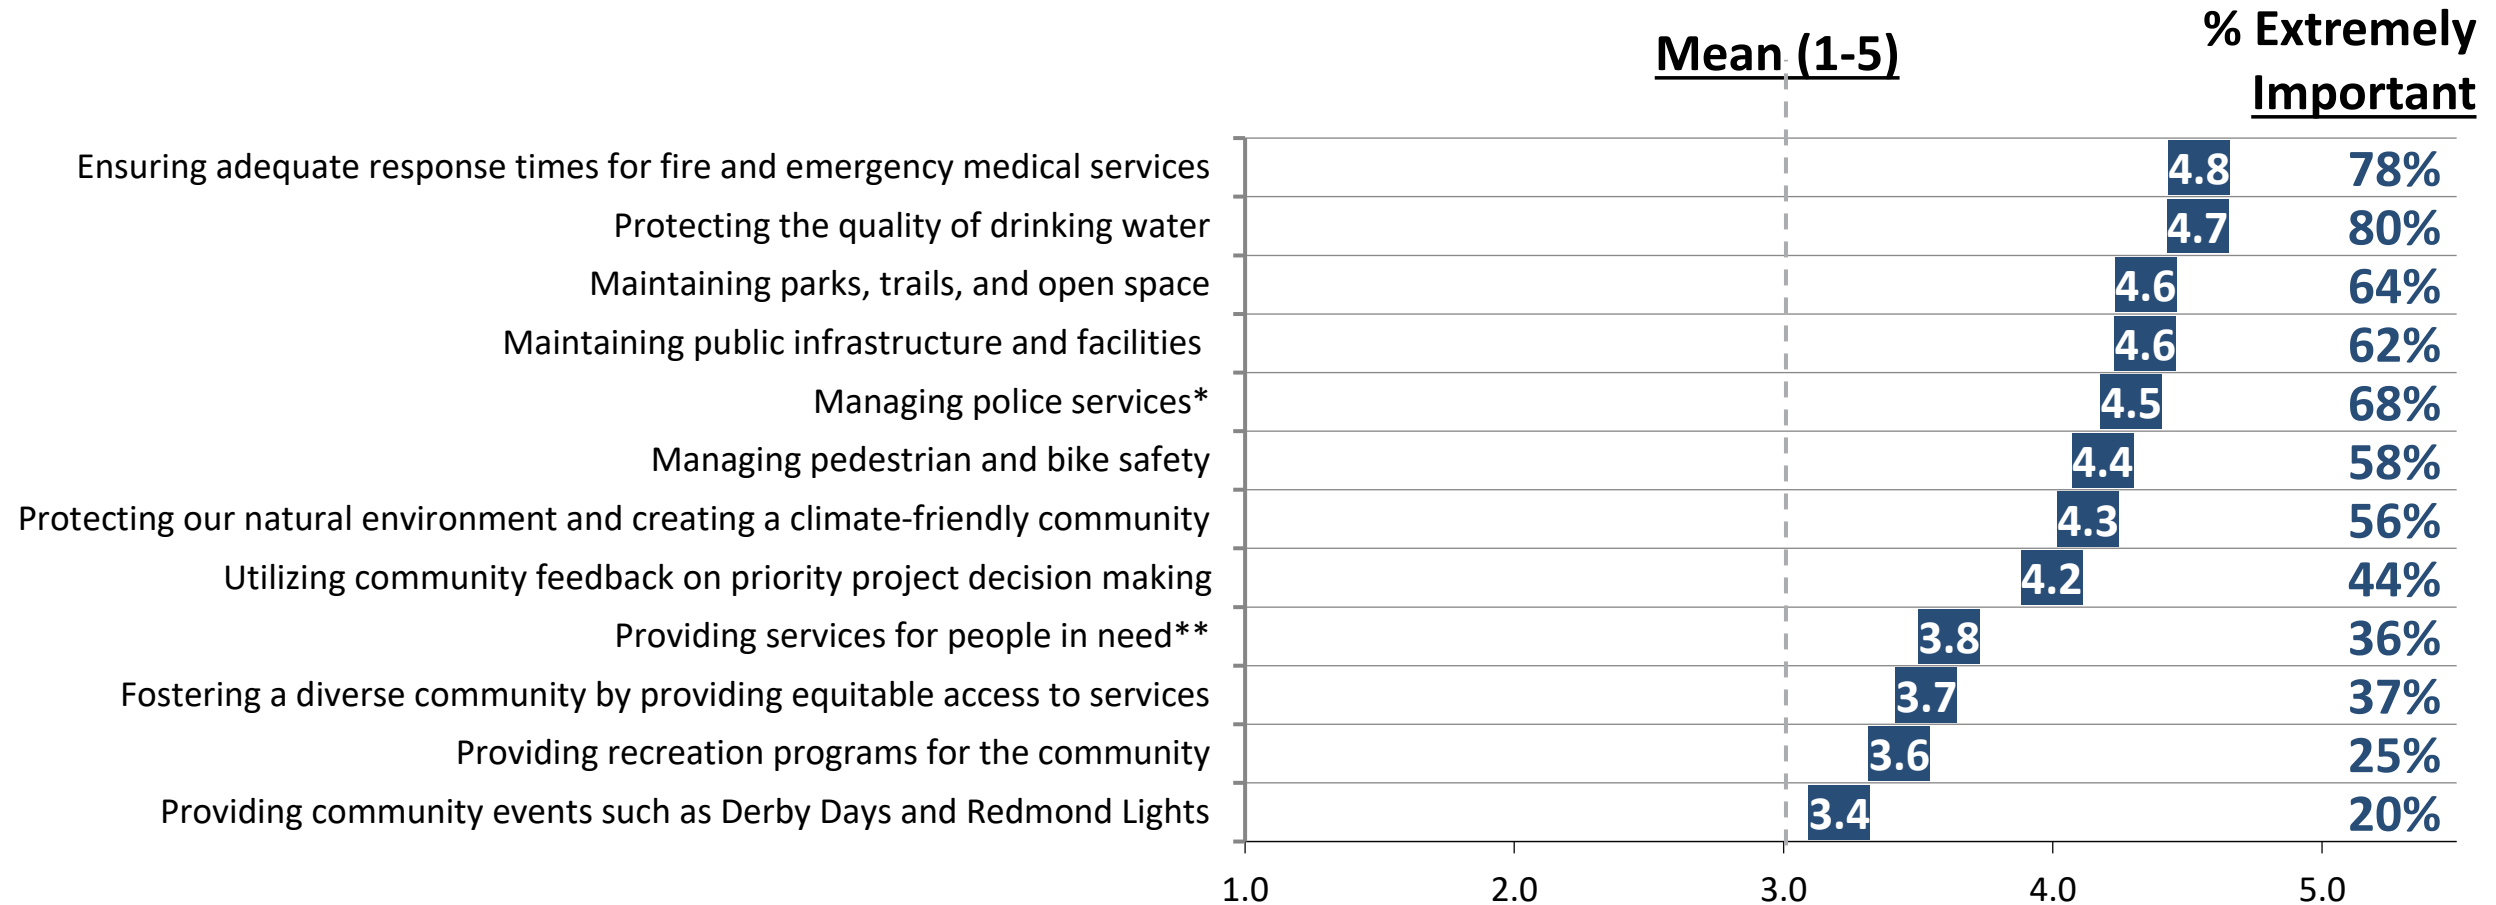 Mean (1-5)
% Extremely
Important
Ensuring adequate response times for fire and emergency medical services 4.8 78%
Protecting the quality of drinking water 4.7 80%
Maintaining parks, trails, and open space 4.6 64%
Maintaining public infrastructure and facilities 4.6 62%
Managing police services* 4.5 68%
Managing pedestrian and bike safety 4.4 58%
Protecting our natural environment and creating a climate-friendly community 4.3 56%
Utilizing community feedback on priority project decision making 4.2 44%
Providing services for people in need** 3.8 36%
Fostering a diverse community by providing equitable access to services 3.7 37%
Providing recreation programs for the community 3.6 25%
Providing community events such as Derby Days and Redmond Lights 3.4 20%
1.0 2.0 3.0 4.0 5.0